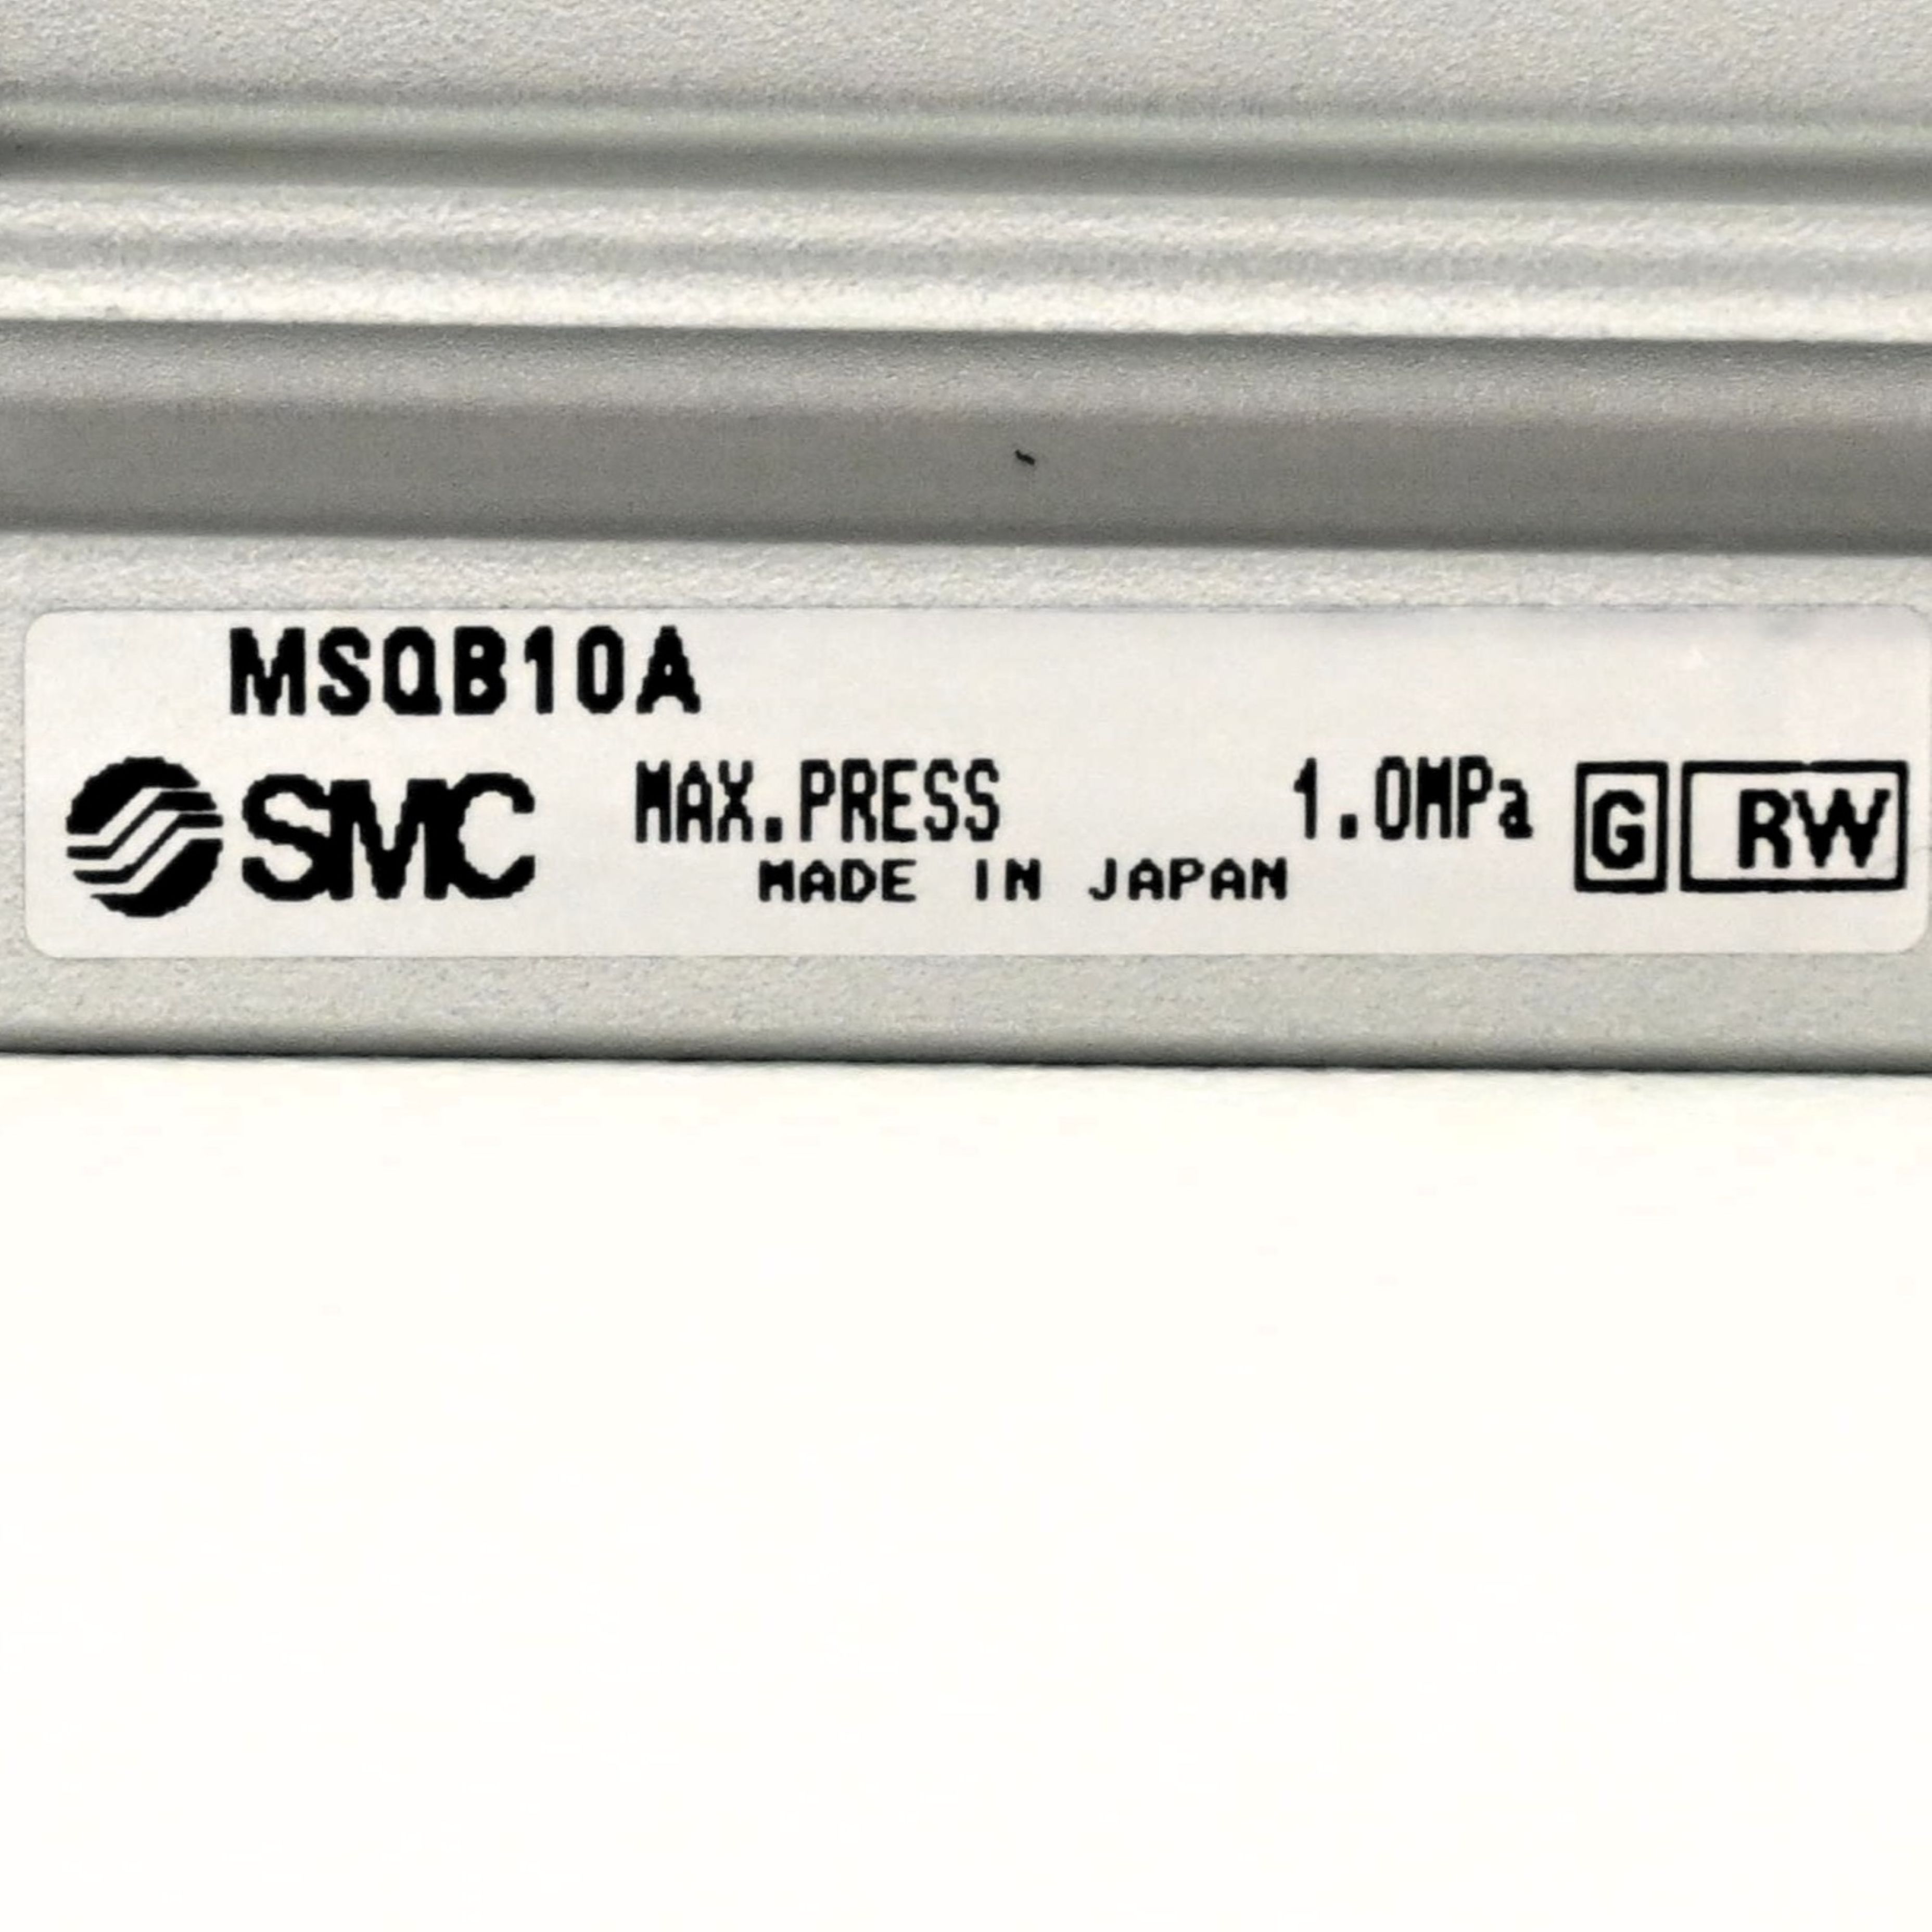 MSQB10A
SMC MAX.PRESS 1.0MPa G RW
MADE IN JAPAN